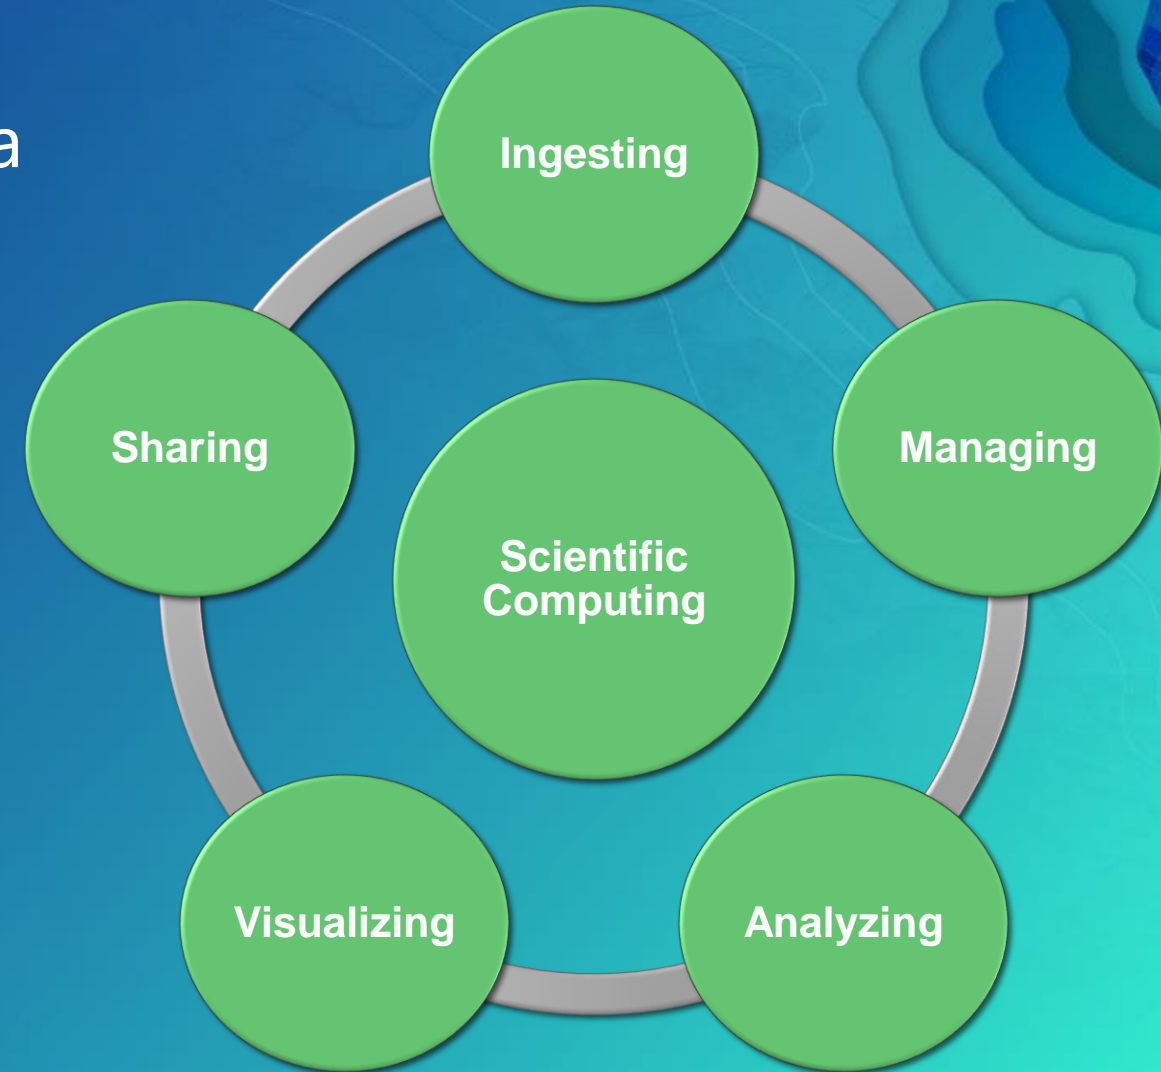 a
Ingesting
Sharing
Managing
Scientific
Computing
Visualizing
Analyzing